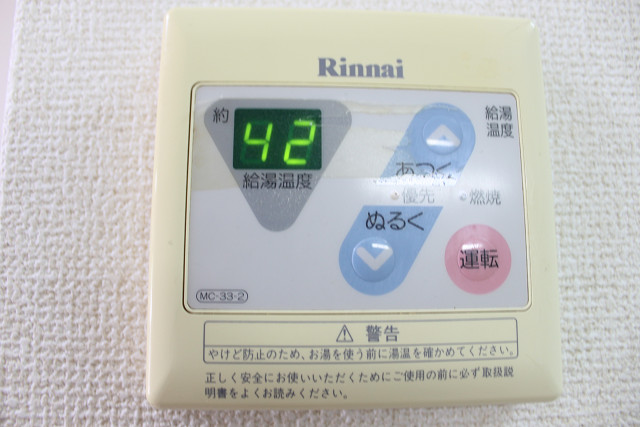 Rinnai
約
42
給湯温度
給湯
温度
あつく
優先
燃焼
ぬるく
運転
MC-33-2
⚠ 警告
やけど防止のため、お湯を使う前に湯温を確かめてください。
正しく安全にお使いいただくためにご使用の前に必ず取扱説
明書をよくお読みください。